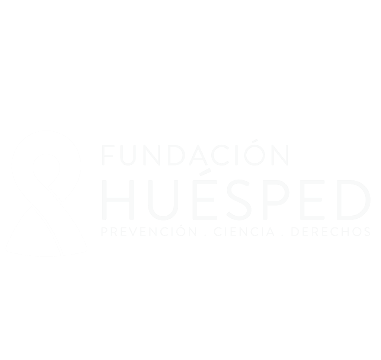 FUNDACIÓN
HUÉSPED
PREVENCIÓN CIENCIA DERECHOS